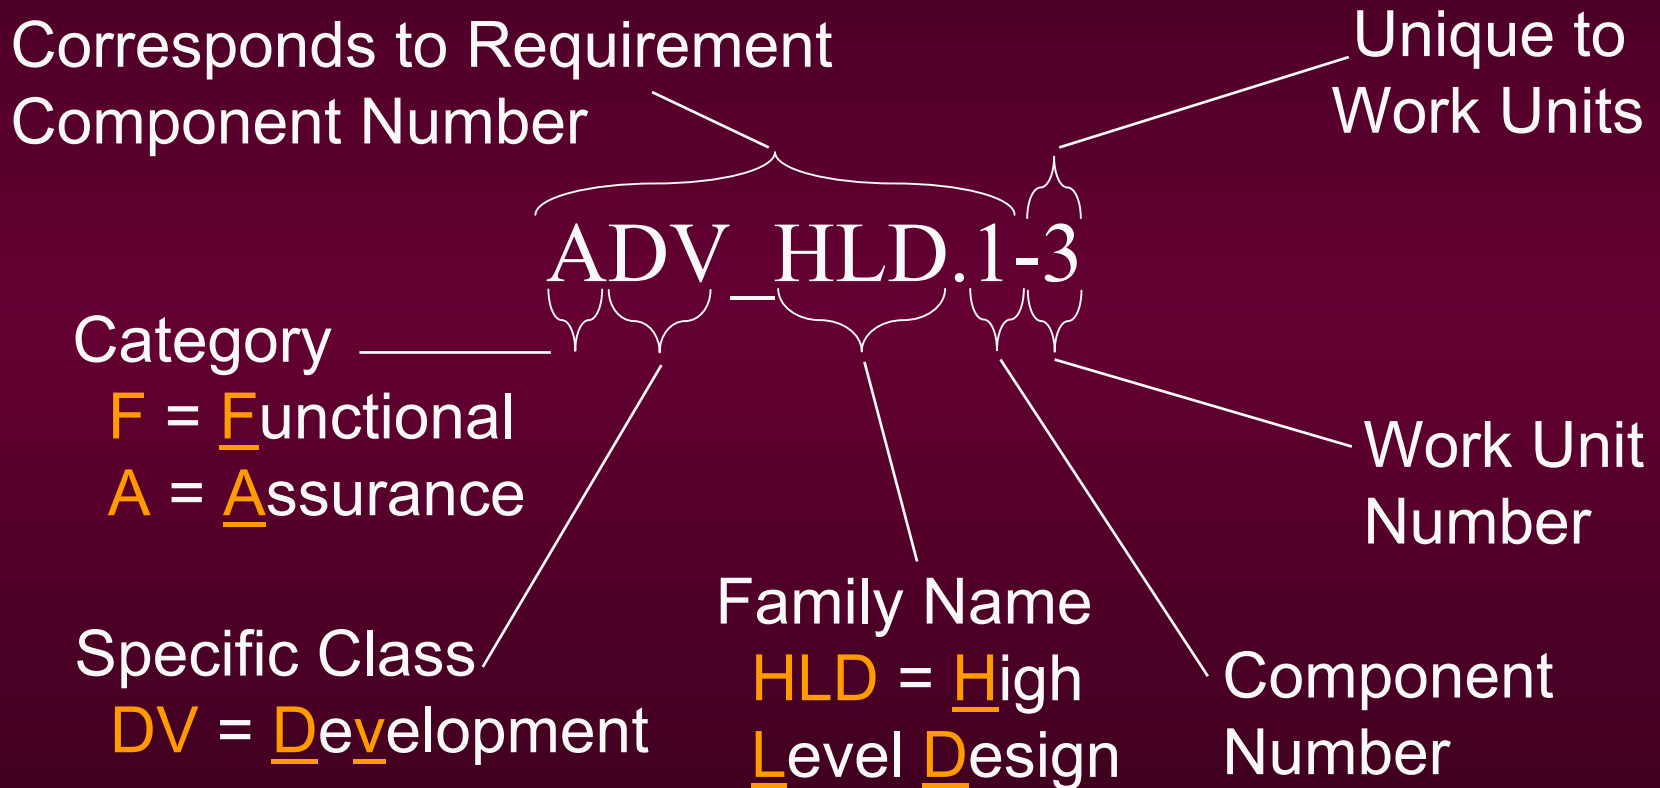 Corresponds to Requirement
Component Number
Unique to
Work Units
ADV_HLD.1-3
Category
F = Functional
A = Assurance
Specific Class
DV = Development
Family Name
HLD = High
Level Design
Component
Number
Work Unit
Number